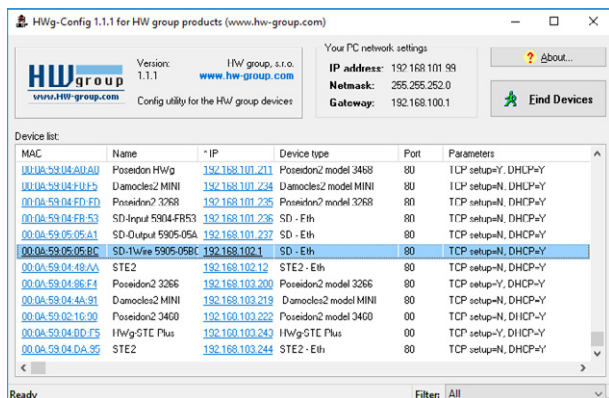 HWg-Config 1.1.1 for HW group products (www.hw-group.com)
HW group
www.HW-group.com
Version: HW group, s.r.o.
1.1.1 www.hw-group.com
Config utility for the HW group devices
Your PC network settings
IP address: 192.168.101.99
Netmask: 255.255.252.0
Gateway: 192.168.100.1
About...
Find Devices
Device list:
MAC Name ^ IP Device type Port Parameters
Poseidon HWg 192.168.101.211 Poseidon2 model 3468 80 TCP setup=Y, DHCP=Y
00:0A:59:04:F0:F5 Damocles2 MINI 192.168.101.234 Damocles2 model MINI 80 TCP setup=N, DHCP=Y
00:0A:59:04:FD:FD Poseidon2 3268 192.168.101.235 Poseidon2 model 3268 80 TCP setup=N, DHCP=Y
00:0A:59:04:FB:53 SD-Input 5904-FB53 192.168.101.236 SD - Eth 80 TCP setup=N, DHCP=Y
00:0A:59:05:05:A1 SD-Output 5905-05A 192.168.101.237 SD - Eth 80 TCP setup=N, DHCP=Y
00:0A:59:05:05:BC SD-1Wire 5905-05BC 192.168.102.1 SD - Eth 80 TCP setup=N, DHCP=Y
00:0A:59:04:48:AA STE2 192.168.102.12 STE2 - Eth 80 TCP setup=N, DHCP=Y
00:0A:59:04:86:F4 Poseidon2 3266 192.168.103.200 Poseidon2 model 3266 80 TCP setup=Y, DHCP=Y
00:0A:59:04:4A:91 Damocles2 MINI 192.168.103.219 Damocles2 model MINI 80 TCP setup=N, DHCP=Y
00:0A:59:02:16:90 Poseidon2 3468 192.168.103.222 Poseidon2 model 3468 80 TCP setup=N, DHCP=Y
00:0A:59:04:DD:F5 HWg-STE Plus 192.168.103.243 HWg-STE Plus 80 TCP setup=Y, DHCP=Y
00:0A:59:04:DA:95 STE2 192.168.103.244 STE2 - Eth 80 TCP setup=N, DHCP=Y
Ready Filter: All